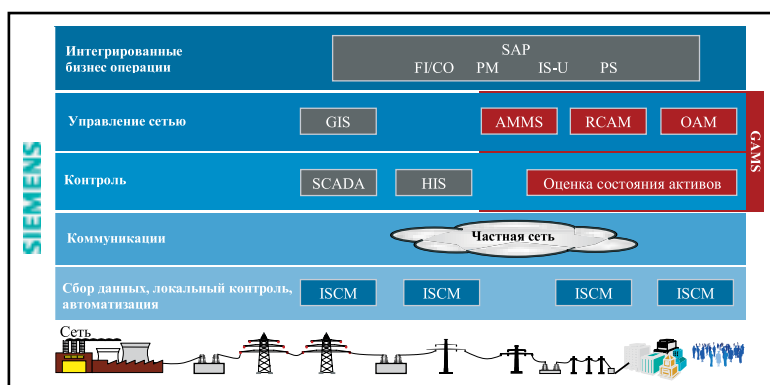 SIEMENS
Интегрированные
бизнес операции
SAP
FI/CO PM IS-U PS
Управление сетью
GIS
AMMS
RCAM
OAM
GAMS
Контроль
SCADA
HIS
Оценка состояния активов
Коммуникации
Частная сеть
Сбор данных, локальный контроль,
автоматизация
ISCM
ISCM
ISCM
ISCM
Сеть